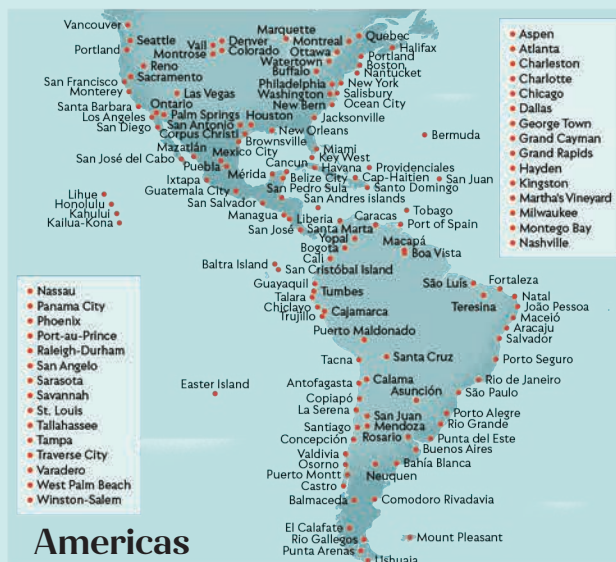 Vancouver
Seattle
Portland
Vail
Montrose
Denver
Colorado
Marquette
Montreal
Ottawa
Quebec
Halifax
Portland
Boston
Nantucket
Watertown
Buffalo
Reno
Sacramento
San Francisco
Monterey
Las Vegas
Philadelphia
Washington
New York
Salisbury
Ocean City
New Bern
Santa Barbara
Ontario
Los Angeles
Palm Springs
San Diego
Houston
San Antonio
Corpus Christi
Jacksonville
New Orleans
Brownsville
Bermuda
Mazatlán
Mexico City
Miami
Key West
San José del Cabo
Puebla
Cancun
Havana
Providenciales
Mérida
Belize City
Cap-Haitien
San Juan
Ixtapa
Guatemala City
San Pedro Sula
Santo Domingo
Lihue
Honolulu
Kahului
Kailua-Kona
San Salvador
San Andres islands
Managua
Liberia
Caracas
Tobago
Port of Spain
San José
Santa Marta
Yopal
Bogota
Macapá
Boa Vista
Cali
Baltra Island
San Cristóbal Island
Guayaquil
Talara
Tumbes
Chiclayo
Trujillo
Cajamarca
São Luís
Fortaleza
Teresina
Natal
João Pessoa
Maceió
Aracaju
Salvador
Puerto Maldonado
Tacna
Santa Cruz
Porto Seguro
Easter Island
Antofagasta
Calama
Asunción
Rio de Janeiro
São Paulo
Copiapó
La Serena
San Juan
Porto Alegre
Rio Grande
Santiago
Mendoza
Concepción
Rosario
Punta del Este
Buenos Aires
Valdivia
Osorno
Bahía Blanca
Puerto Montt
Neuquen
Castro
Balmaceda
Comodoro Rivadavia
El Calafate
Rio Gallegos
Mount Pleasant
Punta Arenas
Ushuaia
Aspen
Atlanta
Charleston
Charlotte
Chicago
Dallas
George Town
Grand Cayman
Grand Rapids
Hayden
Kingston
Martha's Vineyard
Milwaukee
Montego Bay
Nashville
Nassau
Panama City
Phoenix
Port-au-Prince
Raleigh-Durham
San Angelo
Sarasota
Savannah
St. Louis
Tallahassee
Tampa
Traverse City
Varadero
West Palm Beach
Winston-Salem
Americas